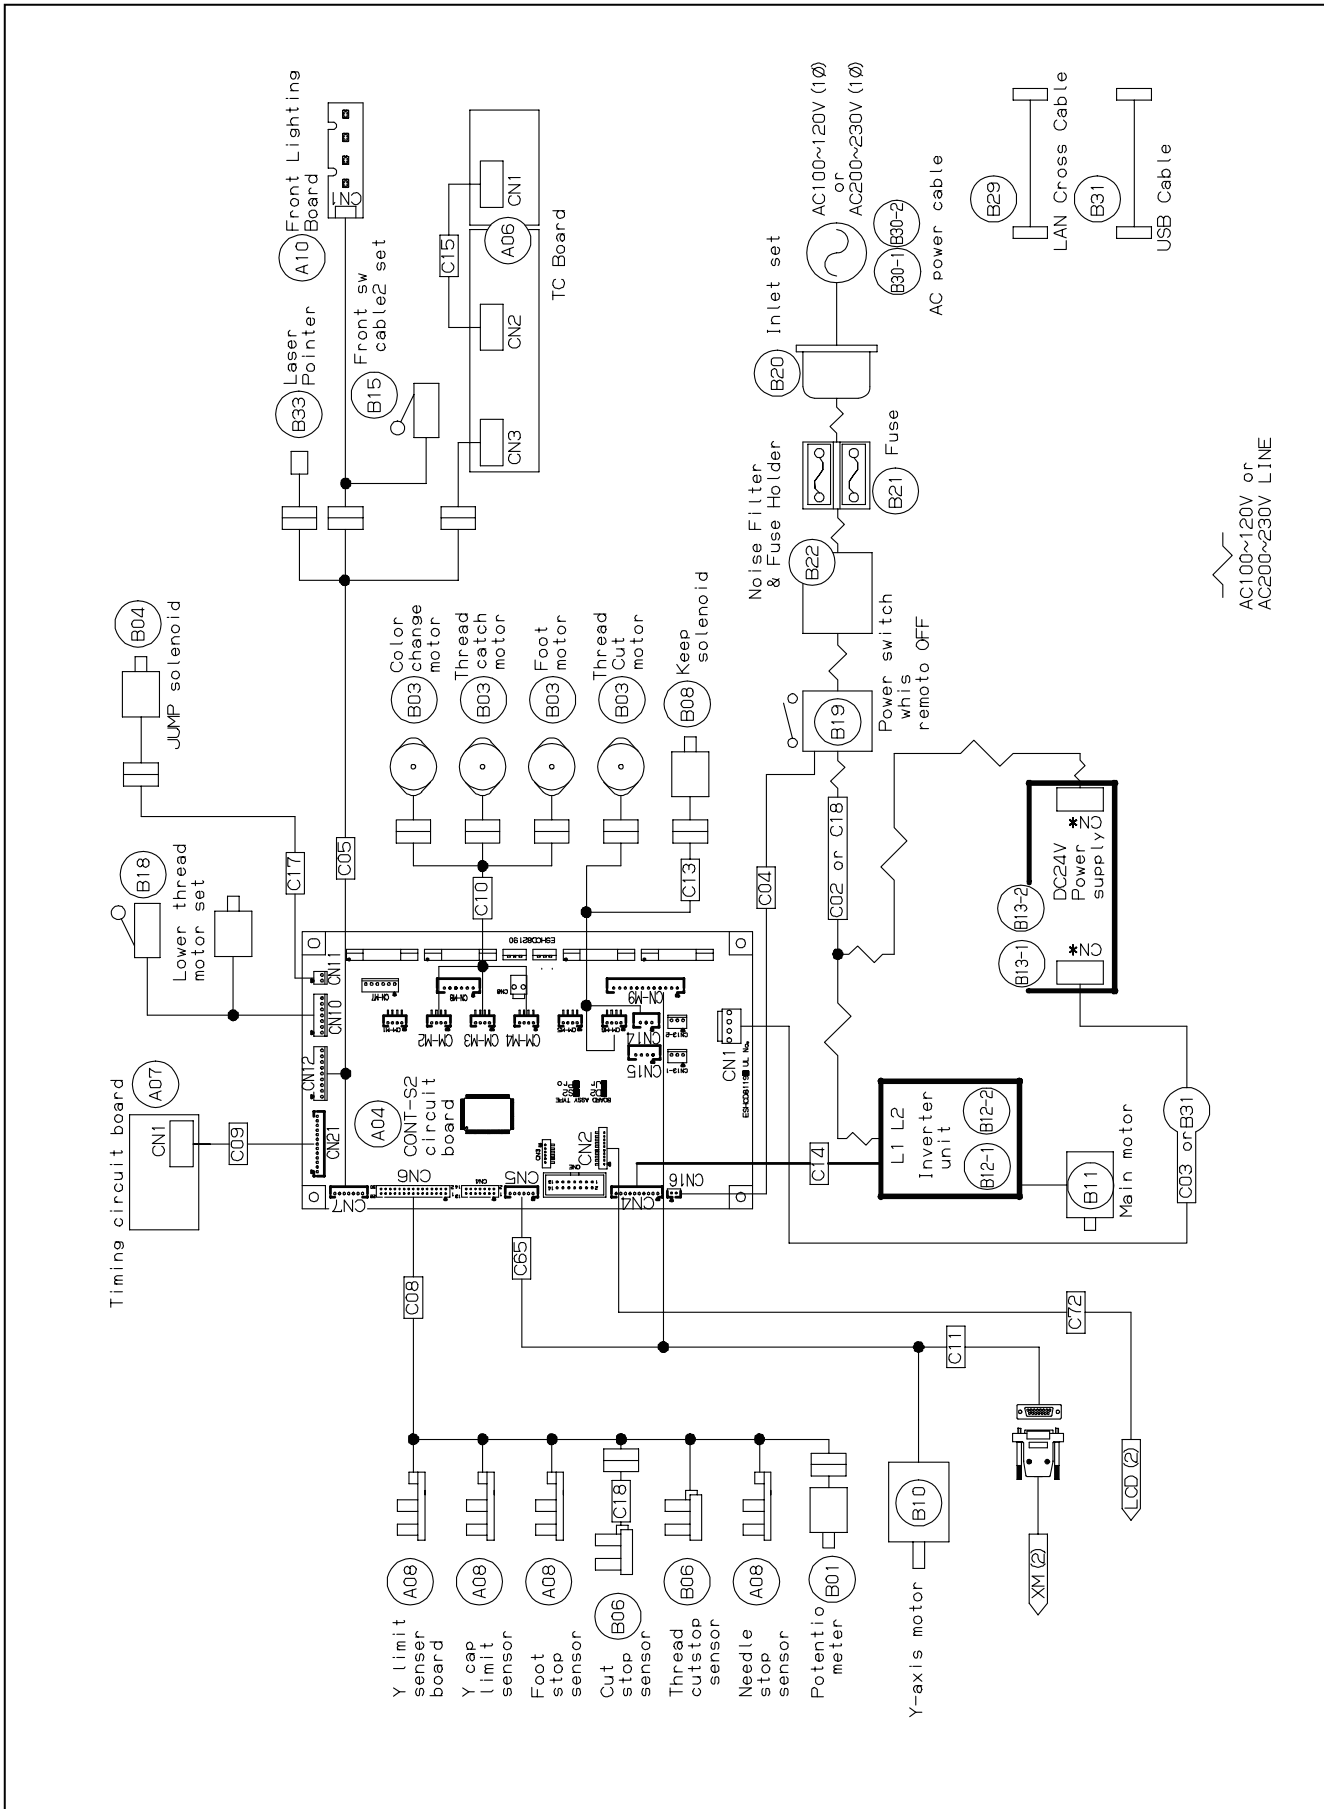 Timing circuit board
A07
CN1
C09
B18
Lower thread
motor set
B04
JUMP solenoid
C17
B33
Laser
Pointer
A10
Front Lighting
Board
CN1
B15
Front sw
cable2 set
C15
CN3
CN2
CN1
A06
TC Board
C05
CN21
CN12
CN10
CN11
CN7
CN6
CN5
CN4
CN16
CN2
A04
CONT-S2
circuit
board
CM-M2
CM-M3
CM-M4
CN14
CN15
CN-M9
CN1
BOARD ASSY TYPE
C10
B03
Color
change
motor
B03
Thread
catch
motor
B03
Foot
motor
B03
Thread
Cut
motor
C13
B08
Keep
solenoid
C04
C08
C65
A08
Y limit
senser
board
A08
Y cap
limit
sensor
A08
Foot
stop
sensor
C18
B06
Cut
stop
sensor
B06
Thread
cutstop
sensor
A08
Needle
stop
sensor
B01
Potentio
meter
B10
Y-axis motor
C11
XM(2)
C72
LCD(2)
C14
L1 L2
Inverter
unit
B12-1
B12-2
B11
Main motor
C03 or B31
C02 or C18
B13-1
B13-2
CN*
DC24V
Power
supply
CN*
B19
Power switch
whis
remoto OFF
B22
Noise Filter
& Fuse Holder
B21
Fuse
B20
Inlet set
AC100~120V (1Ø)
or
AC200~230V (1Ø)
B30-1
B30-2
AC power cable
B29
LAN Cross Cable
B31
USB Cable
AC100~120V or
AC200~230V LINE